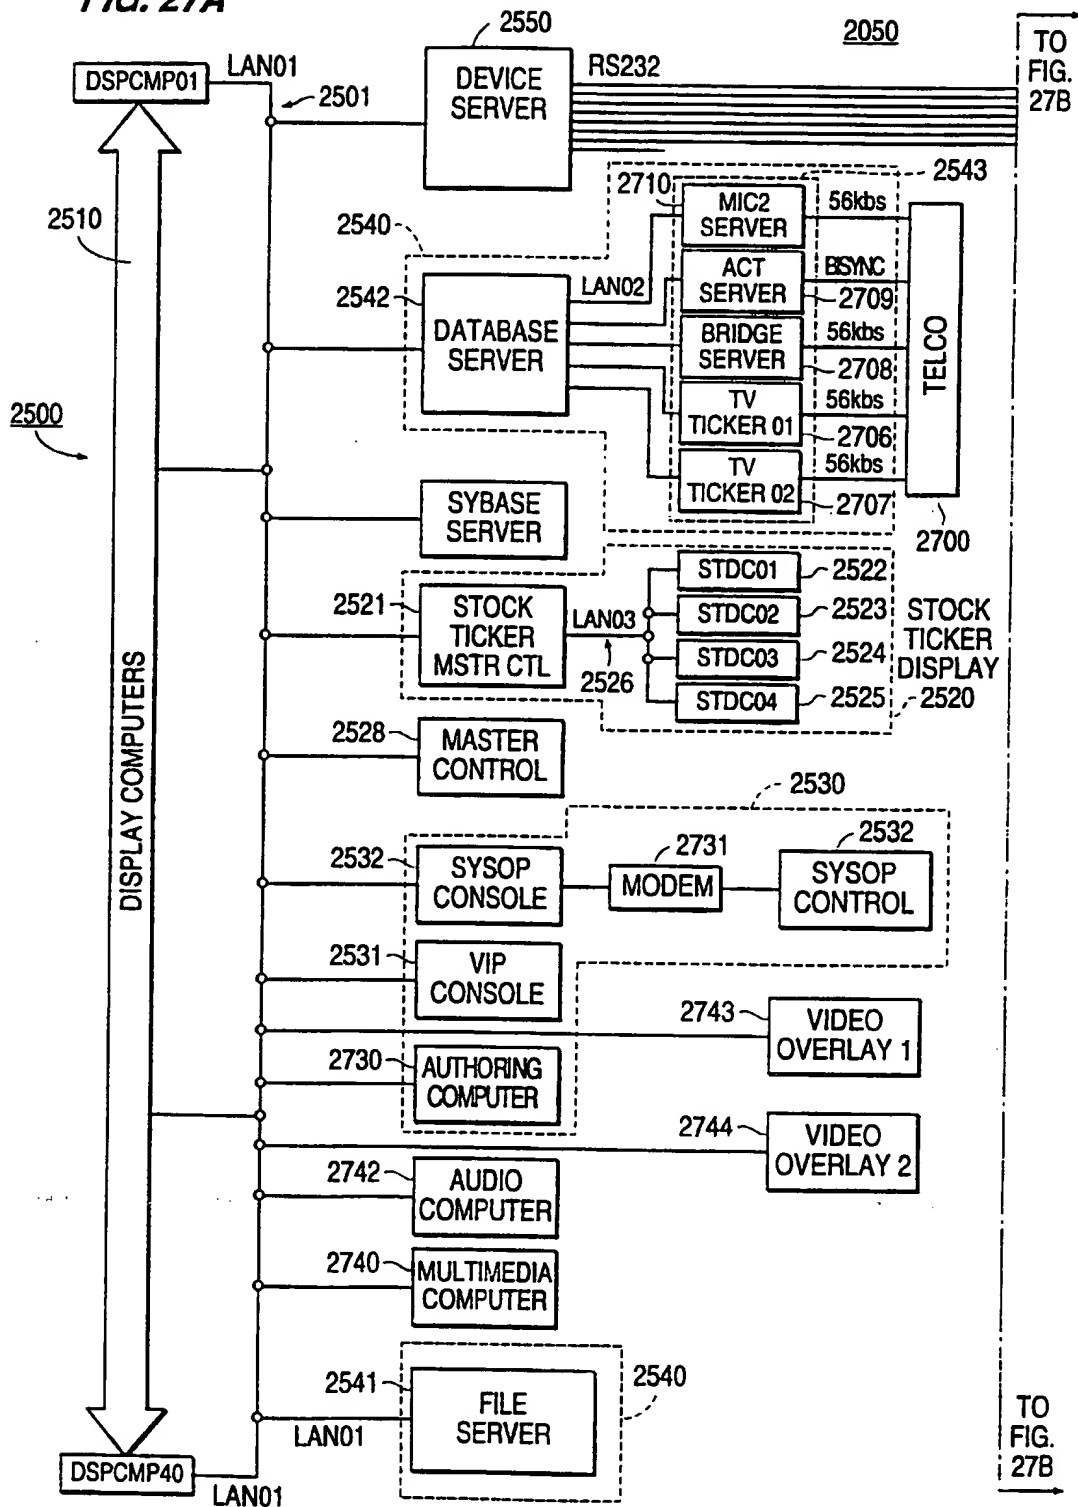 FIG. 27A
2550
2050
TO
FIG.
27B
DSPCMP01
LAN01
2501
DEVICE
SERVER
RS232
2510
2540
2710
2543
MIC2
SERVER
56kbs
2542
LAN02
ACT
SERVER
BISYNC
2709
DATABASE
SERVER
BRIDGE
SERVER
56kbs
2708
TELCO
TV
TICKER 01
56kbs
2706
2500
TV
TICKER 02
56kbs
2707
2700
SYBASE
SERVER
2521
STOCK
TICKER
MSTR CTL
LAN03
2526
STDC01
2522
STDC02
2523
STDC03
2524
STDC04
2525
STOCK
TICKER
DISPLAY
2520
DISPLAY COMPUTERS
2528
MASTER
CONTROL
2530
2532
SYSOP
CONSOLE
2731
MODEM
2532
SYSOP
CONTROL
2531
VIP
CONSOLE
2743
VIDEO
OVERLAY 1
2730
AUTHORING
COMPUTER
2744
VIDEO
OVERLAY 2
2742
AUDIO
COMPUTER
2740
MULTIMEDIA
COMPUTER
2541
FILE
SERVER
2540
LAN01
DSPCMP40
LAN01
TO
FIG.
27B